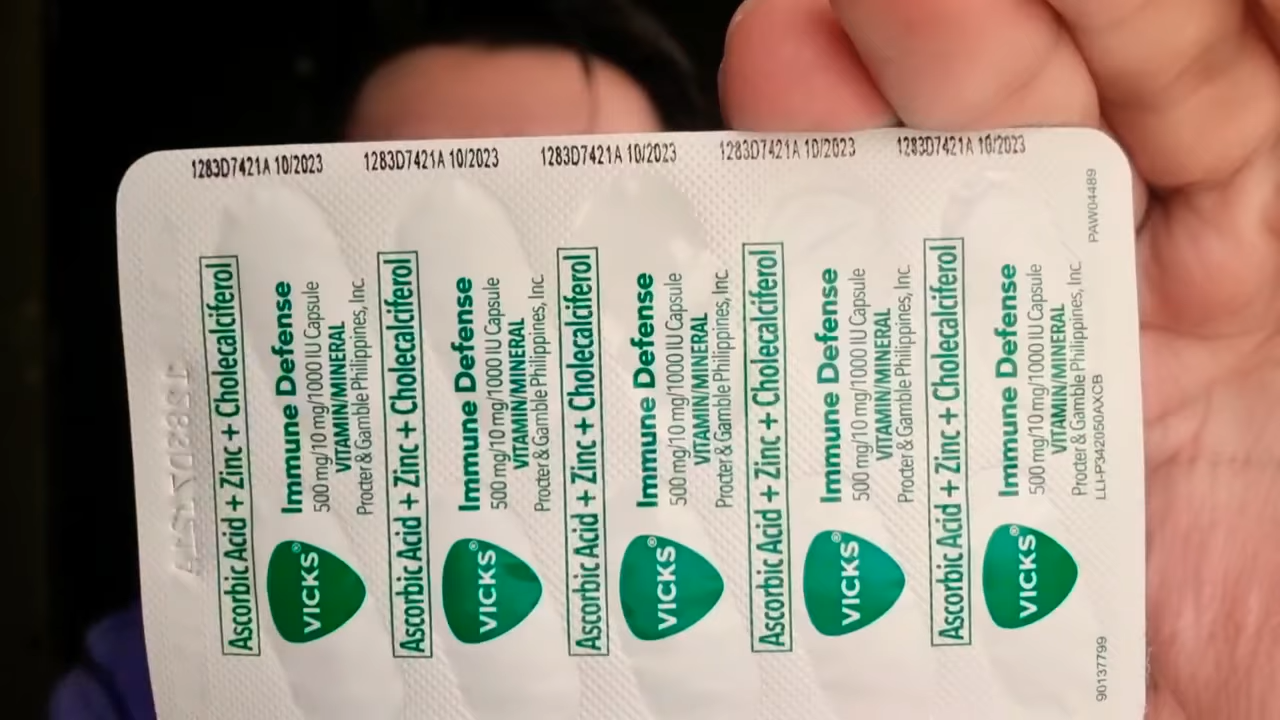 1283D7421A 10/2023
1283D7421A 10/2023
1283D7421A 10/2023
1283D7421A 10/2023
1283D7421A 10/2023
Ascorbic Acid + Zinc + Cholecalciferol
VICKS®
Immune Defense
500 mg/10 mg/1000 IU Capsule
VITAMIN/MINERAL
Procter & Gamble Philippines, Inc.
Ascorbic Acid + Zinc + Cholecalciferol
VICKS®
Immune Defense
500 mg/10 mg/1000 IU Capsule
VITAMIN/MINERAL
Procter & Gamble Philippines, Inc.
Ascorbic Acid + Zinc + Cholecalciferol
VICKS®
Immune Defense
500 mg/10 mg/1000 IU Capsule
VITAMIN/MINERAL
Procter & Gamble Philippines, Inc.
Ascorbic Acid + Zinc + Cholecalciferol
VICKS®
Immune Defense
500 mg/10 mg/1000 IU Capsule
VITAMIN/MINERAL
Procter & Gamble Philippines, Inc.
Ascorbic Acid + Zinc + Cholecalciferol
VICKS®
Immune Defense
500 mg/10 mg/1000 IU Capsule
VITAMIN/MINERAL
Procter & Gamble Philippines, Inc.
90137799 LLH-P34205AXCB PAW04489